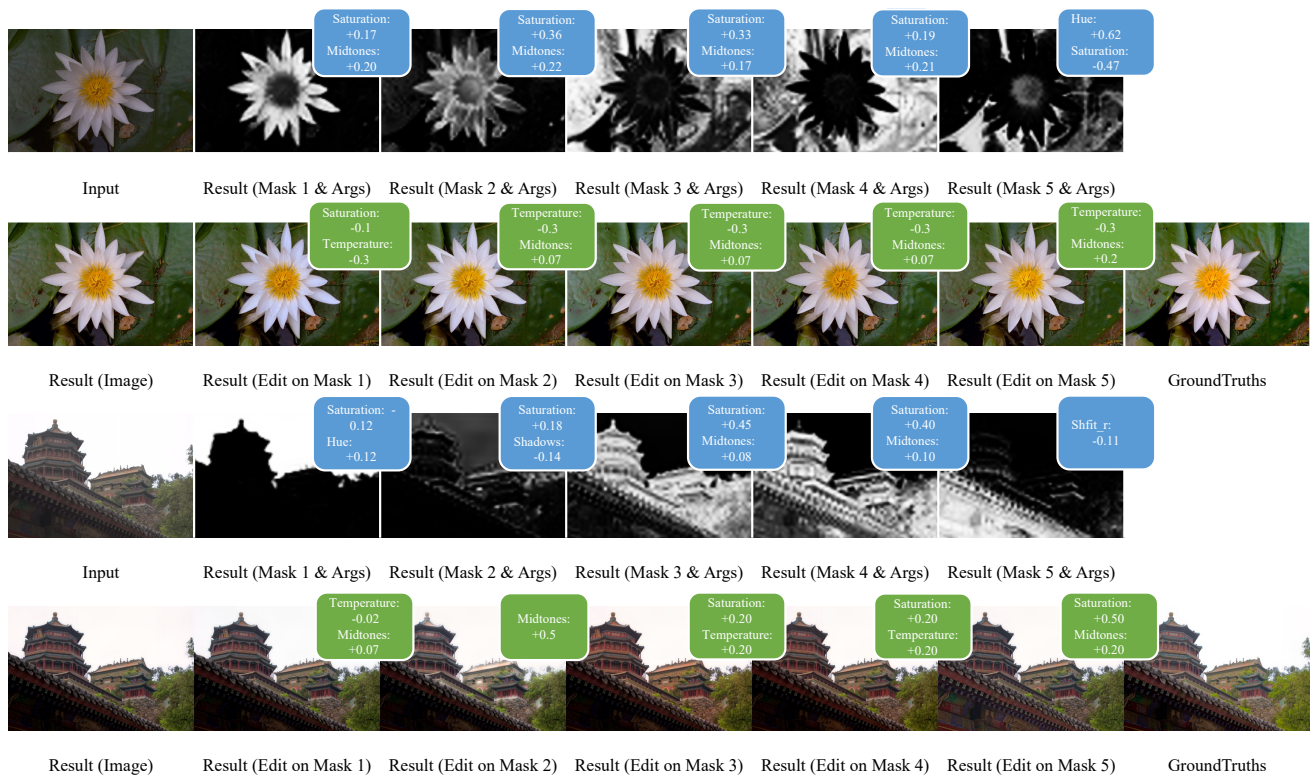 Saturation:
+0.17
Midtones:
+0.20
Saturation:
+0.36
Midtones:
+0.22
Saturation:
+0.33
Midtones:
+0.17
Saturation:
+0.19
Midtones:
+0.21
Hue:
+0.62
Saturation:
-0.47
Input
Result (Mask 1 & Args)
Result (Mask 2 & Args)
Result (Mask 3 & Args)
Result (Mask 4 & Args)
Result (Mask 5 & Args)
Saturation:
-0.1
Temperature:
-0.3
Temperature:
-0.3
Midtones:
+0.07
Temperature:
-0.3
Midtones:
+0.07
Temperature:
-0.3
Midtones:
+0.07
Temperature:
-0.3
Midtones:
+0.2
Result (Image)
Result (Edit on Mask 1)
Result (Edit on Mask 2)
Result (Edit on Mask 3)
Result (Edit on Mask 4)
Result (Edit on Mask 5)
GroundTruths
Saturation: -
0.12
Hue:
+0.12
Saturation:
+0.18
Shadows:
-0.14
Saturation:
+0.45
Midtones:
+0.08
Saturation:
+0.40
Midtones:
+0.10
Shfit_r:
-0.11
Input
Result (Mask 1 & Args)
Result (Mask 2 & Args)
Result (Mask 3 & Args)
Result (Mask 4 & Args)
Result (Mask 5 & Args)
Temperature:
-0.02
Midtones:
+0.07
Midtones:
+0.5
Saturation:
+0.20
Temperature:
+0.20
Saturation:
+0.20
Temperature:
+0.20
Saturation:
+0.50
Midtones:
+0.20
Result (Image)
Result (Edit on Mask 1)
Result (Edit on Mask 2)
Result (Edit on Mask 3)
Result (Edit on Mask 4)
Result (Edit on Mask 5)
GroundTruths